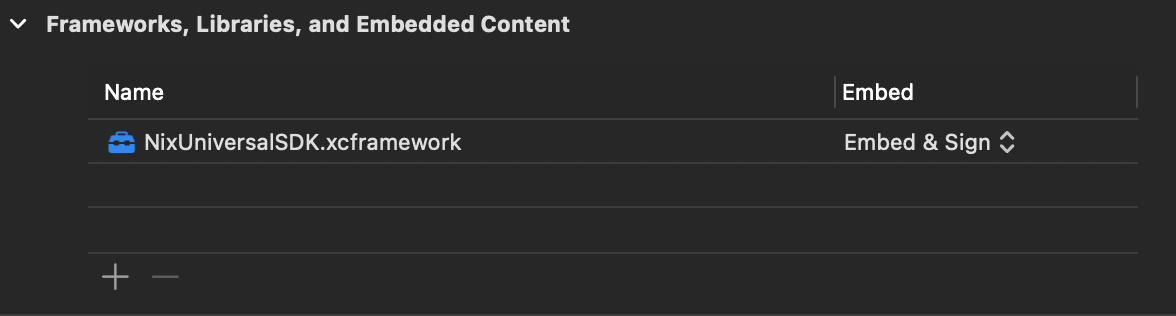 Frameworks, Libraries, and Embedded Content
Name Embed
NixUniversalSDK.xcframework Embed & Sign